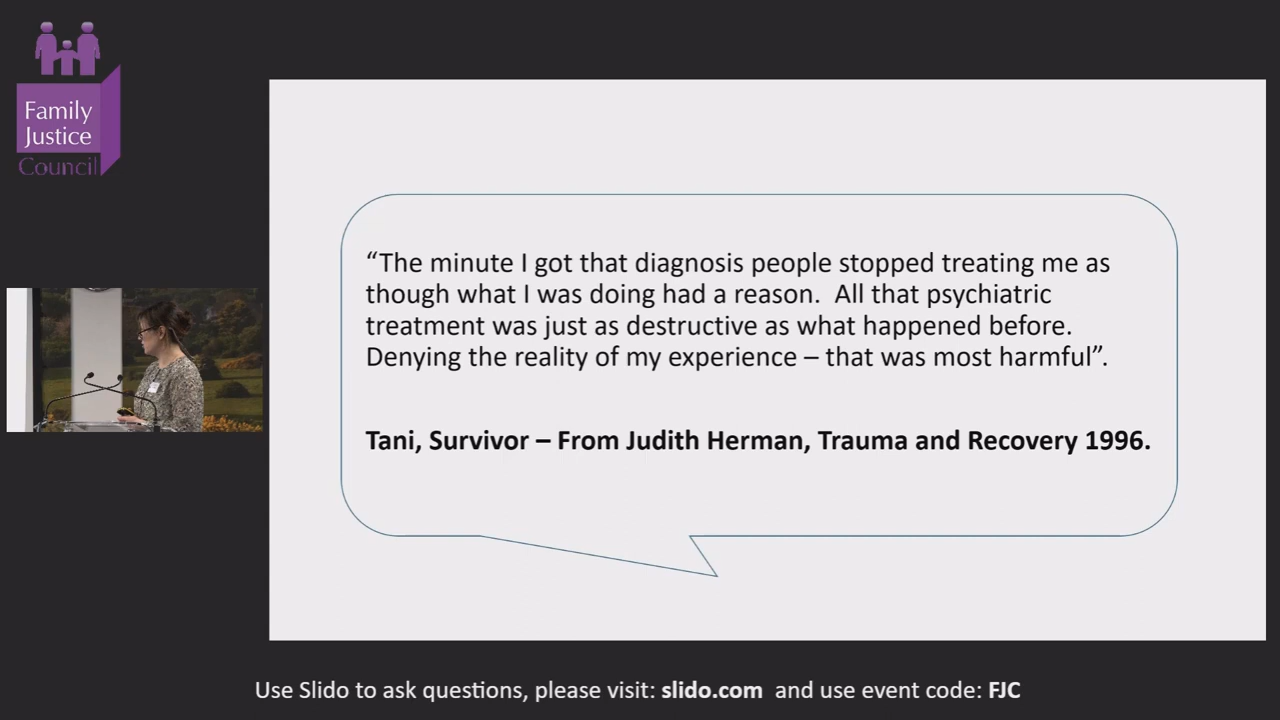 Family
Justice
Council
“The minute I got that diagnosis people stopped treating me as
though what I was doing had a reason.  All that psychiatric
treatment was just as destructive as what happened before.
Denying the reality of my experience – that was most harmful”.
Tani, Survivor – From Judith Herman, Trauma and Recovery 1996.
Use Slido to ask questions, please visit: slido.com  and use event code: FJC